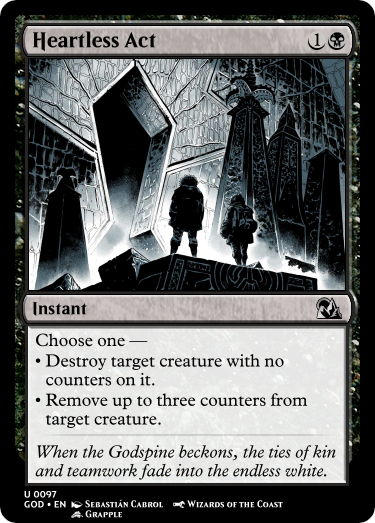 Heartless Act 1
Instant
Choose one —
• Destroy target creature with no
counters on it.
• Remove up to three counters from
target creature.
When the Godspine beckons, the ties of kin
and teamwork fade into the endless white.
U 0097
GOD • EN Sebastián Cabrol Wizards of the Coast
Grapple